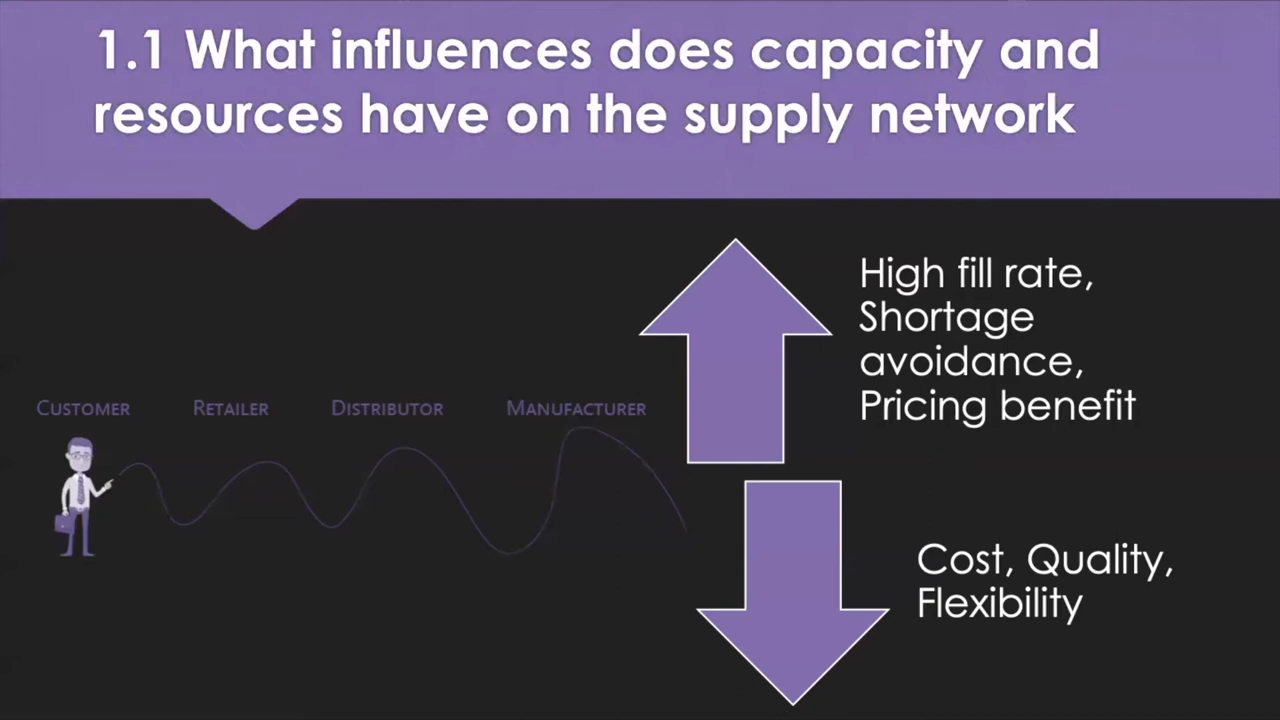 1.1 What influences does capacity and
resources have on the supply network
High fill rate,
Shortage
avoidance,
Pricing benefit
CUSTOMER
RETAILER
DISTRIBUTOR
MANUFACTURER
Cost, Quality,
Flexibility